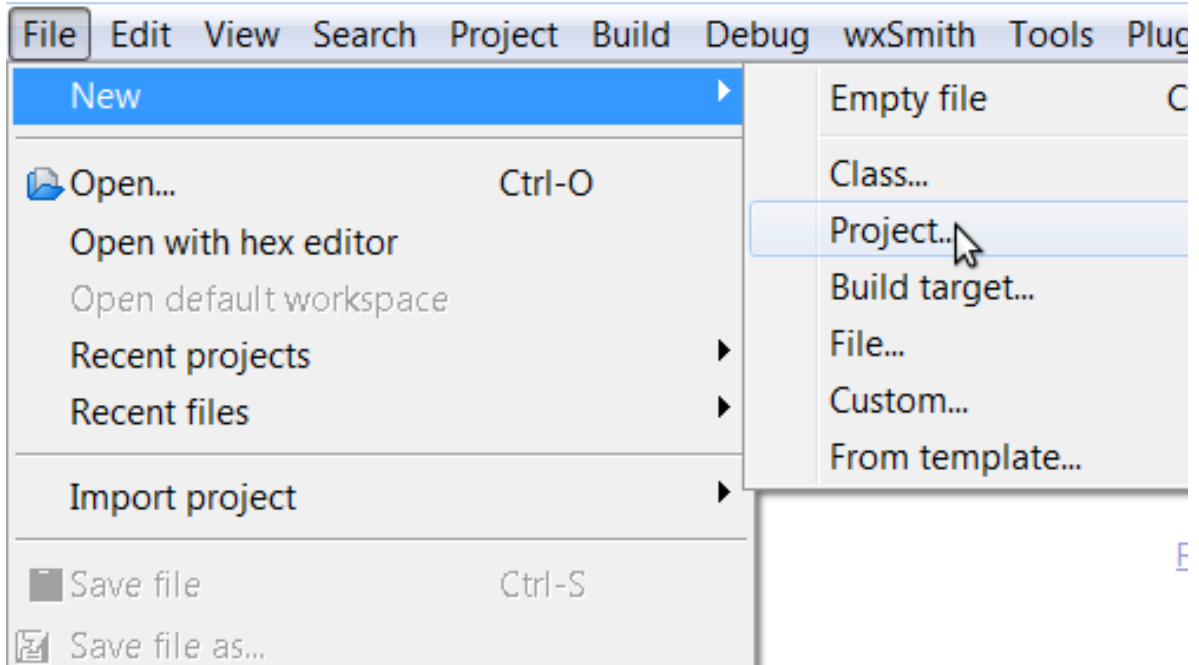 File Edit View Search Project Build Debug wxSmith Tools
New
Open... Ctrl-O
Open with hex editor
Open default workspace
Recent projects
Recent files
Import project
Save file Ctrl-S
Save file as...
Empty file
Class...
Project...
Build target...
File...
Custom...
From template...